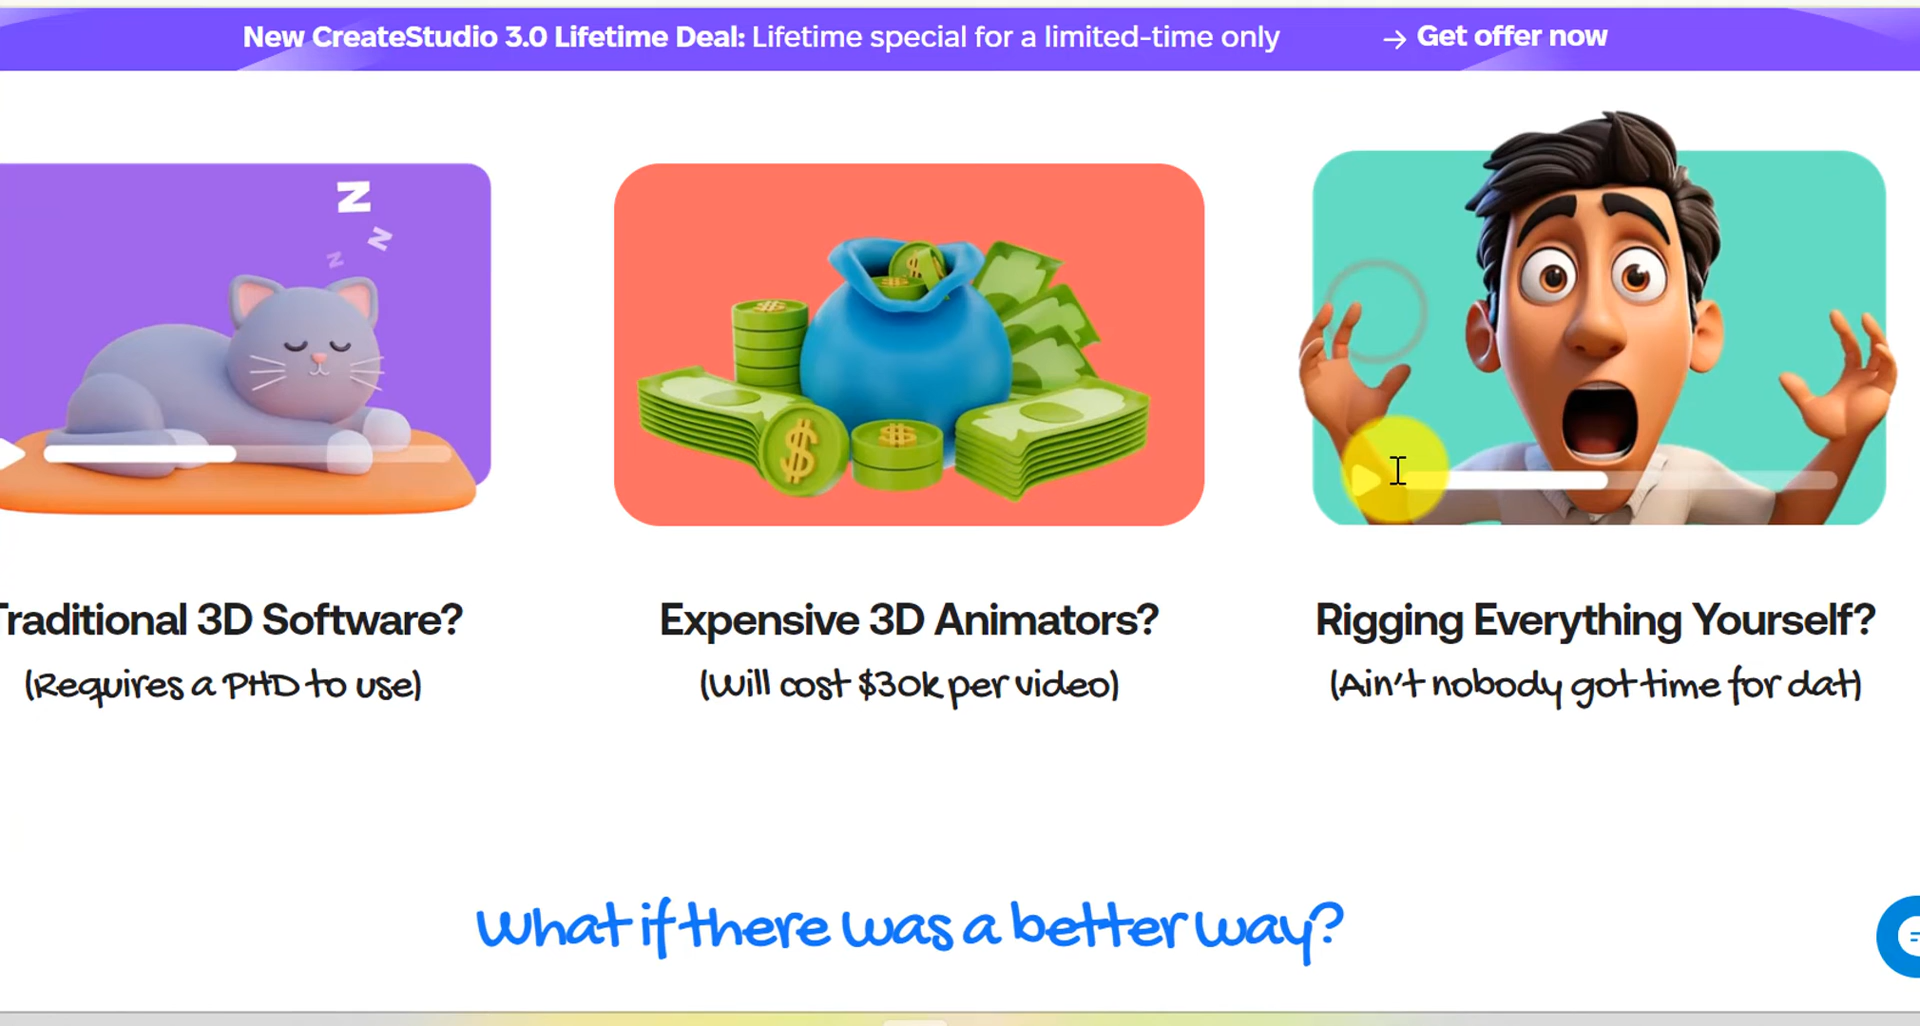 New CreateStudio 3.0 Lifetime Deal: Lifetime special for a limited-time only → Get offer now
z
z
z
Traditional 3D Software?
(Requires a PHD to use)
Expensive 3D Animators?
(Will cost $30k per video)
Rigging Everything Yourself?
(Ain't nobody got time for dat)
What if there was a better way?